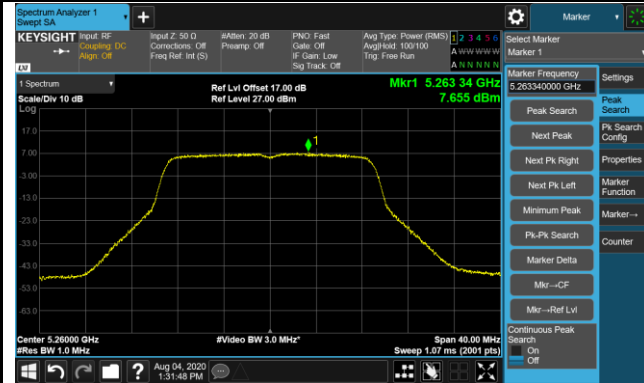 Spectrum Analyzer 1
Swept SA
+
Marker
KEYSIGHT
Input: RF
Coupling: DC
Align: Off
Input Z: 50 Ω
Corrections: Off
Freq Ref: Int (S)
#Atten: 20 dB
Preamp: Off
PNO: Fast
Gate: Off
IF Gain: Low
Sig Track: Off
Avg Type: Power (RMS)
Avg|Hold: 100/100
Trig: Free Run
1 2 3 4 5 6
A W W W W W
A N N N N N
LXI
Select Marker
Marker 1
1 Spectrum
Scale/Div 10 dB
Log
Ref Lvl Offset 17.00 dB
Ref Level 27.00 dBm
Mkr1 5.263 34 GHz
7.655 dBm
17.0
7.00
-3.00
-13.0
-23.0
-33.0
-43.0
-53.0
-63.0
1
Center 5.26000 GHz
#Res BW 1.0 MHz
#Video BW 3.0 MHz*
Span 40.00 MHz
Sweep 1.07 ms (2001 pts)
Marker Frequency
5.263340000 GHz
Peak Search
Next Peak
Next Pk Right
Next Pk Left
Minimum Peak
Pk-Pk Search
Marker Delta
Mkr→CF
Mkr→Ref Lvl
Continuous Peak
Search
On
Off
Settings
Peak
Search
Pk Search
Config
Properties
Marker
Function
Marker→
Counter
?
Aug 04, 2020
1:31:48 PM